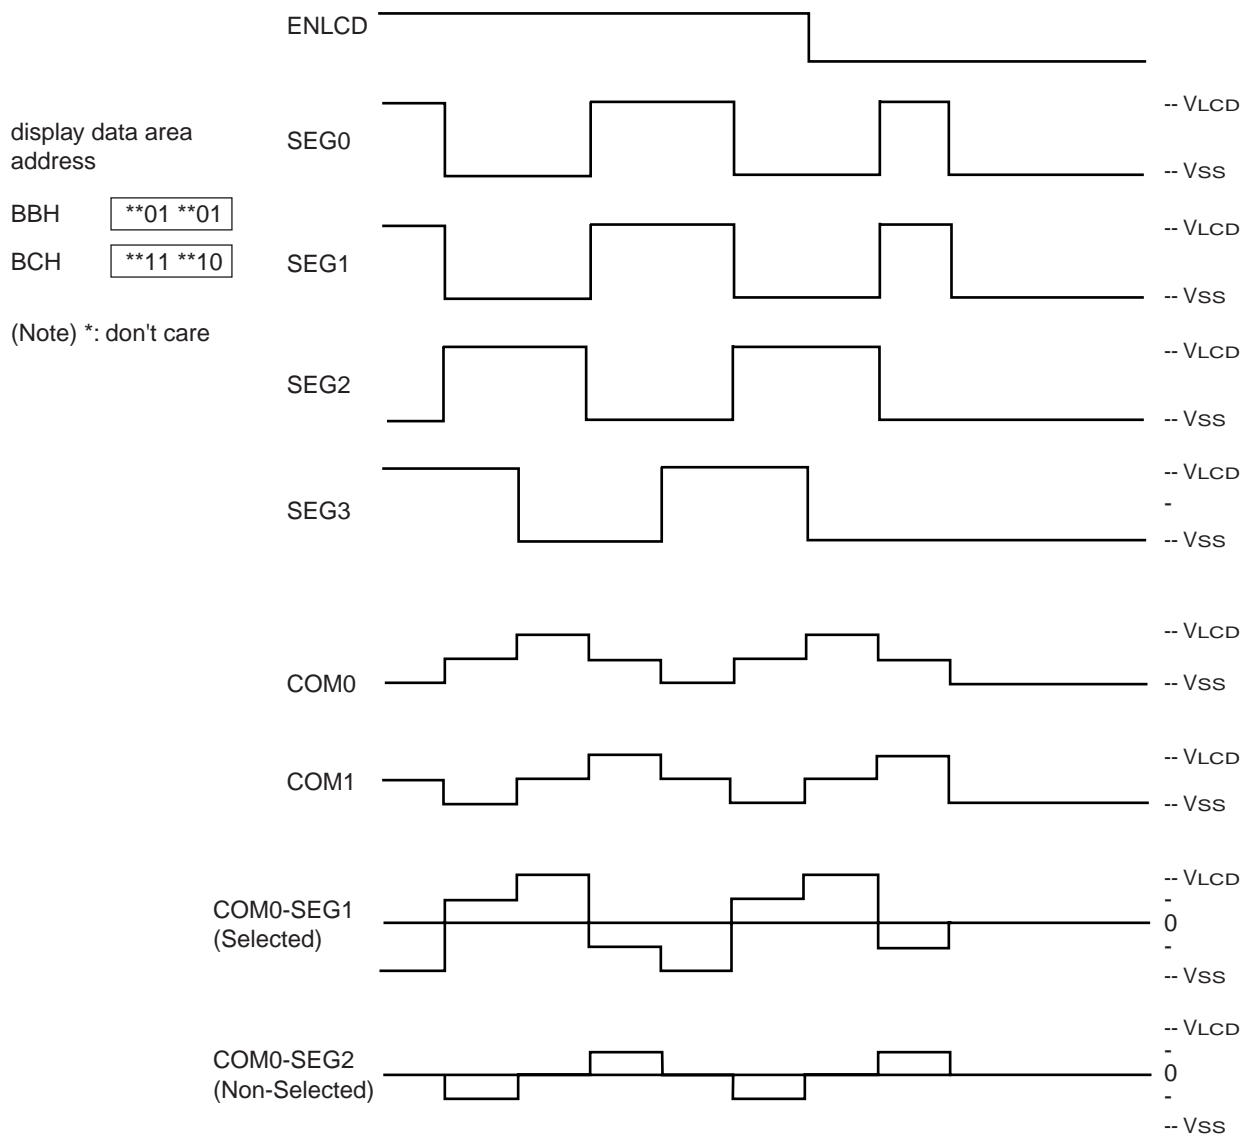 ENLCD
display data area
address
BBH **01 **01
BCH **11 **10
(Note) *: don't care
SEG0
-- VLCD
-- VSS
SEG1
-- VLCD
-- VSS
SEG2
-- VLCD
-- VSS
SEG3
-- VLCD
-
-- VSS
COM0
-- VLCD
-- VSS
COM1
-- VLCD
-- VSS
COM0-SEG1
(Selected)
-- VLCD
-
0
-
-- VSS
COM0-SEG2
(Non-Selected)
-- VLCD
-
0
-
-- VSS